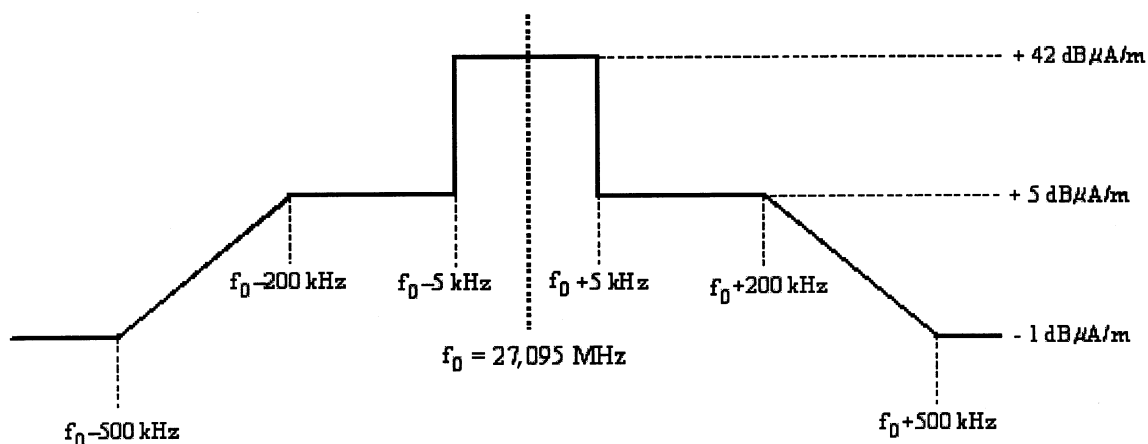 + 42 dBµA/m
+ 5 dBµA/m
f0–200 kHz
f0–5 kHz
f0+5 kHz
f0+200 kHz
- 1 dBµA/m
f0 = 27,095 MHz
f0–500 kHz
f0+500 kHz